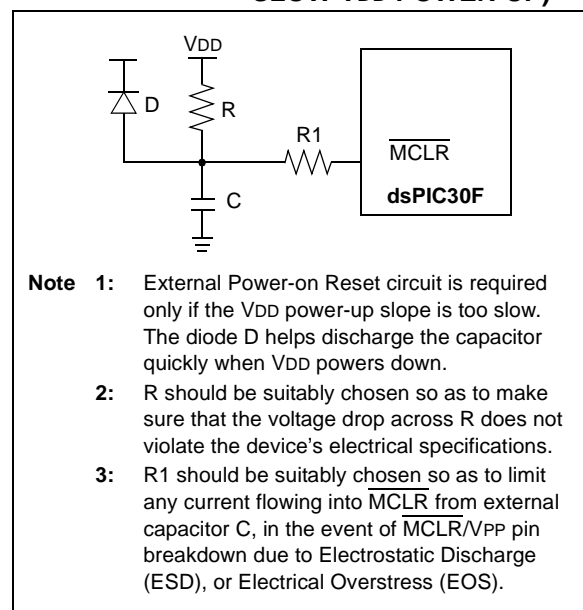 VDD
D
R
R1
MCLR
C
dsPIC30F
Note 1: External Power-on Reset circuit is required
only if the VDD power-up slope is too slow.
The diode D helps discharge the capacitor
quickly when VDD powers down.
2: R should be suitably chosen so as to make
sure that the voltage drop across R does not
violate the device's electrical specifications.
3: R1 should be suitably chosen so as to limit
any current flowing into MCLR from external
capacitor C, in the event of MCLR/VPP pin
breakdown due to Electrostatic Discharge
(ESD), or Electrical Overstress (EOS).